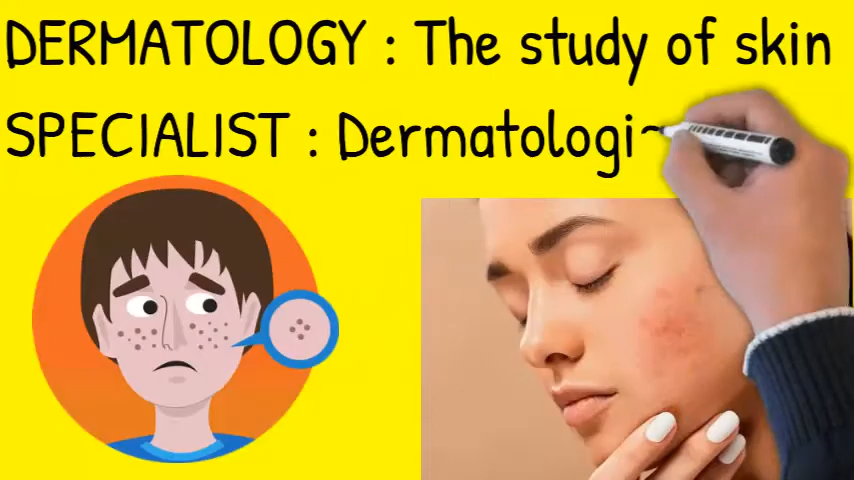 DERMATOLOGY : The study of skin
SPECIALIST : Dermatologi